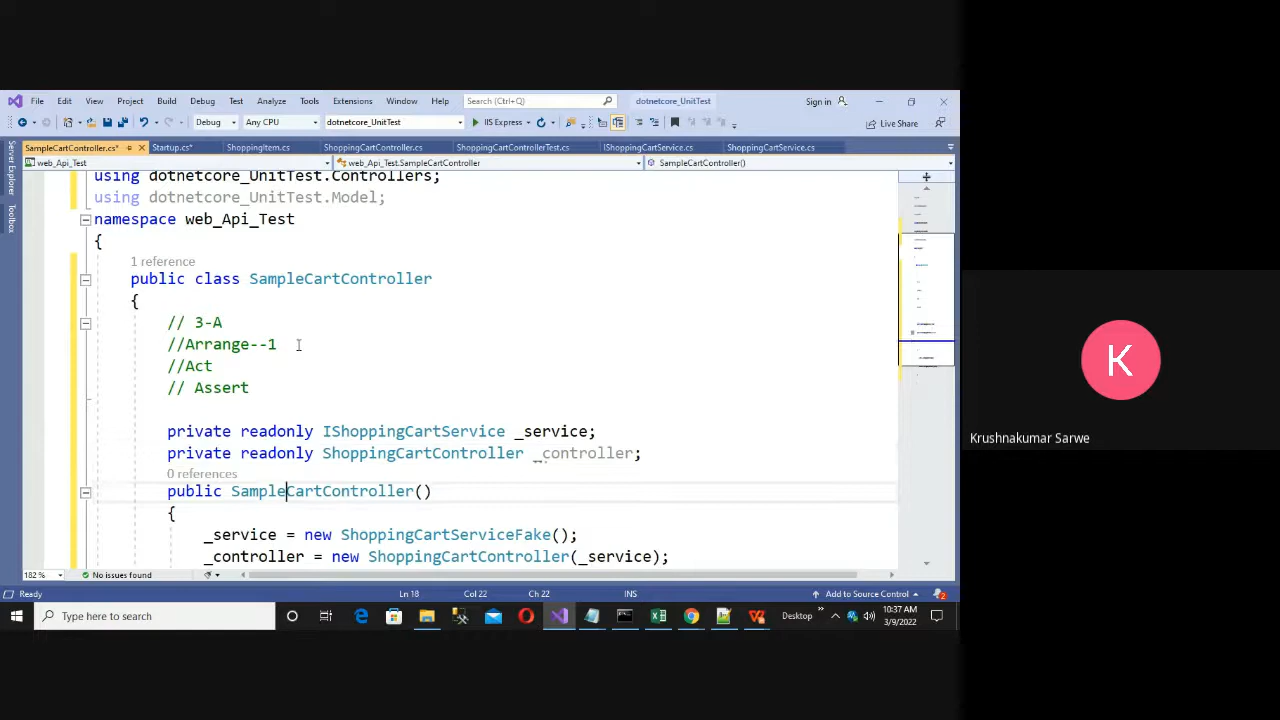 File Edit View Project Build Debug Test Analyze Tools Extensions Window Help Search (Ctrl+Q) dotnetcore_UnitTest Sign in
Debug Any CPU dotnetcore_UnitTest IIS Express Live Share
SampleCartController.cs* Startup.cs* ShoppingItem.cs ShoppingCartController.cs ShoppingCartControllerTest.cs IShoppingCartService.cs ShoppingCartService.cs
web_Api_Test web_Api_Test.SampleCartController SampleCartController()
Server Explorer
Toolbox
using dotnetcore_UnitTest.Controllers;
using dotnetcore_UnitTest.Model;
namespace web_Api_Test
{
1 reference
public class SampleCartController
{
// 3-A
//Arrange--1
//Act
// Assert
private readonly IShoppingCartService _service;
private readonly ShoppingCartController _controller;
0 references
public SampleCartController()
{
_service = new ShoppingCartServiceFake();
_controller = new ShoppingCartController(_service);
182 % No issues found
Ready Ln 18 Col 22 Ch 22 INS Add to Source Control 2
Type here to search Desktop 10:37 AM
3/9/2022
K
Krushnakumar Sarwe